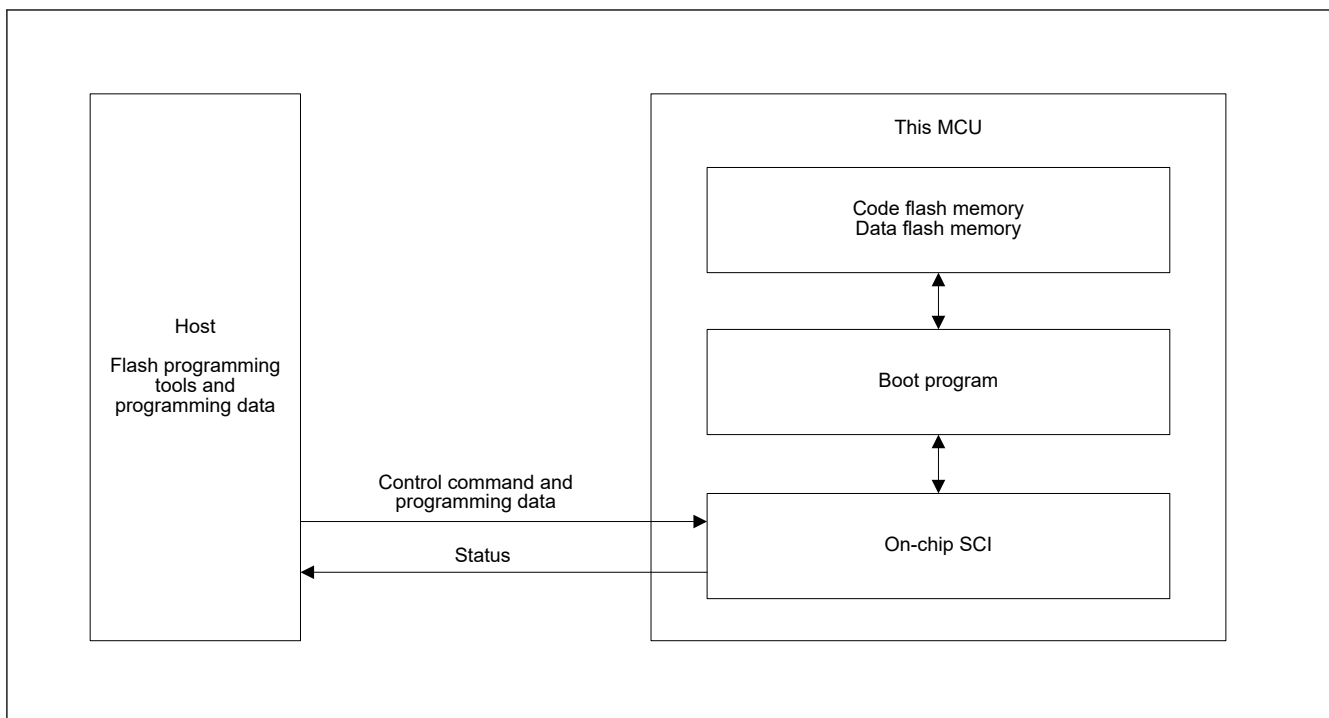 Host
Flash programming
tools and
programming data
Control command and
programming data
Status
This MCU
Code flash memory
Data flash memory
Boot program
On-chip SCI